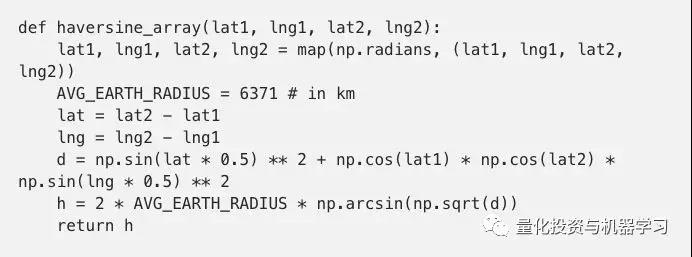 def haversine_array(lat1, lng1, lat2, lng2):
    lat1, lng1, lat2, lng2 = map(np.radians, (lat1, lng1, lat2,
lng2))
    AVG_EARTH_RADIUS = 6371 # in km
    lat = lat2 - lat1
    lng = lng2 - lng1
    d = np.sin(lat * 0.5) ** 2 + np.cos(lat1) * np.cos(lat2) *
np.sin(lng * 0.5) ** 2
    h = 2 * AVG_EARTH_RADIUS * np.arcsin(np.sqrt(d))
    return h
量化投资与机器学习